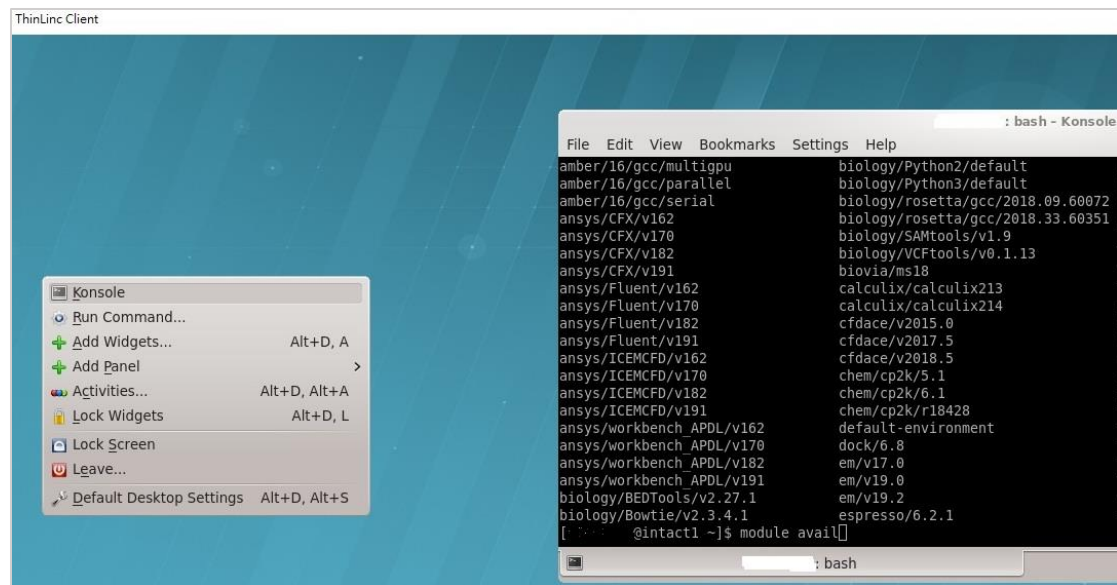 ThinLinc Client
Konsole
Run Command...
Add Widgets... Alt+D, A
Add Panel
Activities... Alt+D, Alt+A
Lock Widgets Alt+D, L
Lock Screen
Leave...
Default Desktop Settings Alt+D, Alt+S
: bash - Konsole
File Edit View Bookmarks Settings Help
amber/16/gcc/multigpu biology/Python2/default
amber/16/gcc/parallel biology/Python3/default
amber/16/gcc/serial biology/rosetta/gcc/2018.09.60072
ansys/CFX/v162 biology/rosetta/gcc/2018.33.60351
ansys/CFX/v170 biology/SAMtools/v1.9
ansys/CFX/v182 biology/VCFtools/v0.1.13
ansys/CFX/v191 biovia/ms18
ansys/Fluent/v162 calculix/calculix213
ansys/Fluent/v170 calculix/calculix214
ansys/Fluent/v182 cfdace/v2015.0
ansys/Fluent/v191 cfdace/v2017.5
ansys/ICEMCFD/v162 cfdace/v2018.5
ansys/ICEMCFD/v170 chem/cp2k/5.1
ansys/ICEMCFD/v182 chem/cp2k/6.1
ansys/ICEMCFD/v191 chem/cp2k/r18428
ansys/workbench_APDL/v162 default-environment
ansys/workbench_APDL/v170 dock/6.8
ansys/workbench_APDL/v182 em/v17.0
ansys/workbench_APDL/v191 em/v19.0
biology/BEDTools/v2.27.1 em/v19.2
biology/Bowtie/v2.3.4.1 espresso/6.2.1
[ @intact1 ~]$ module avail
: bash